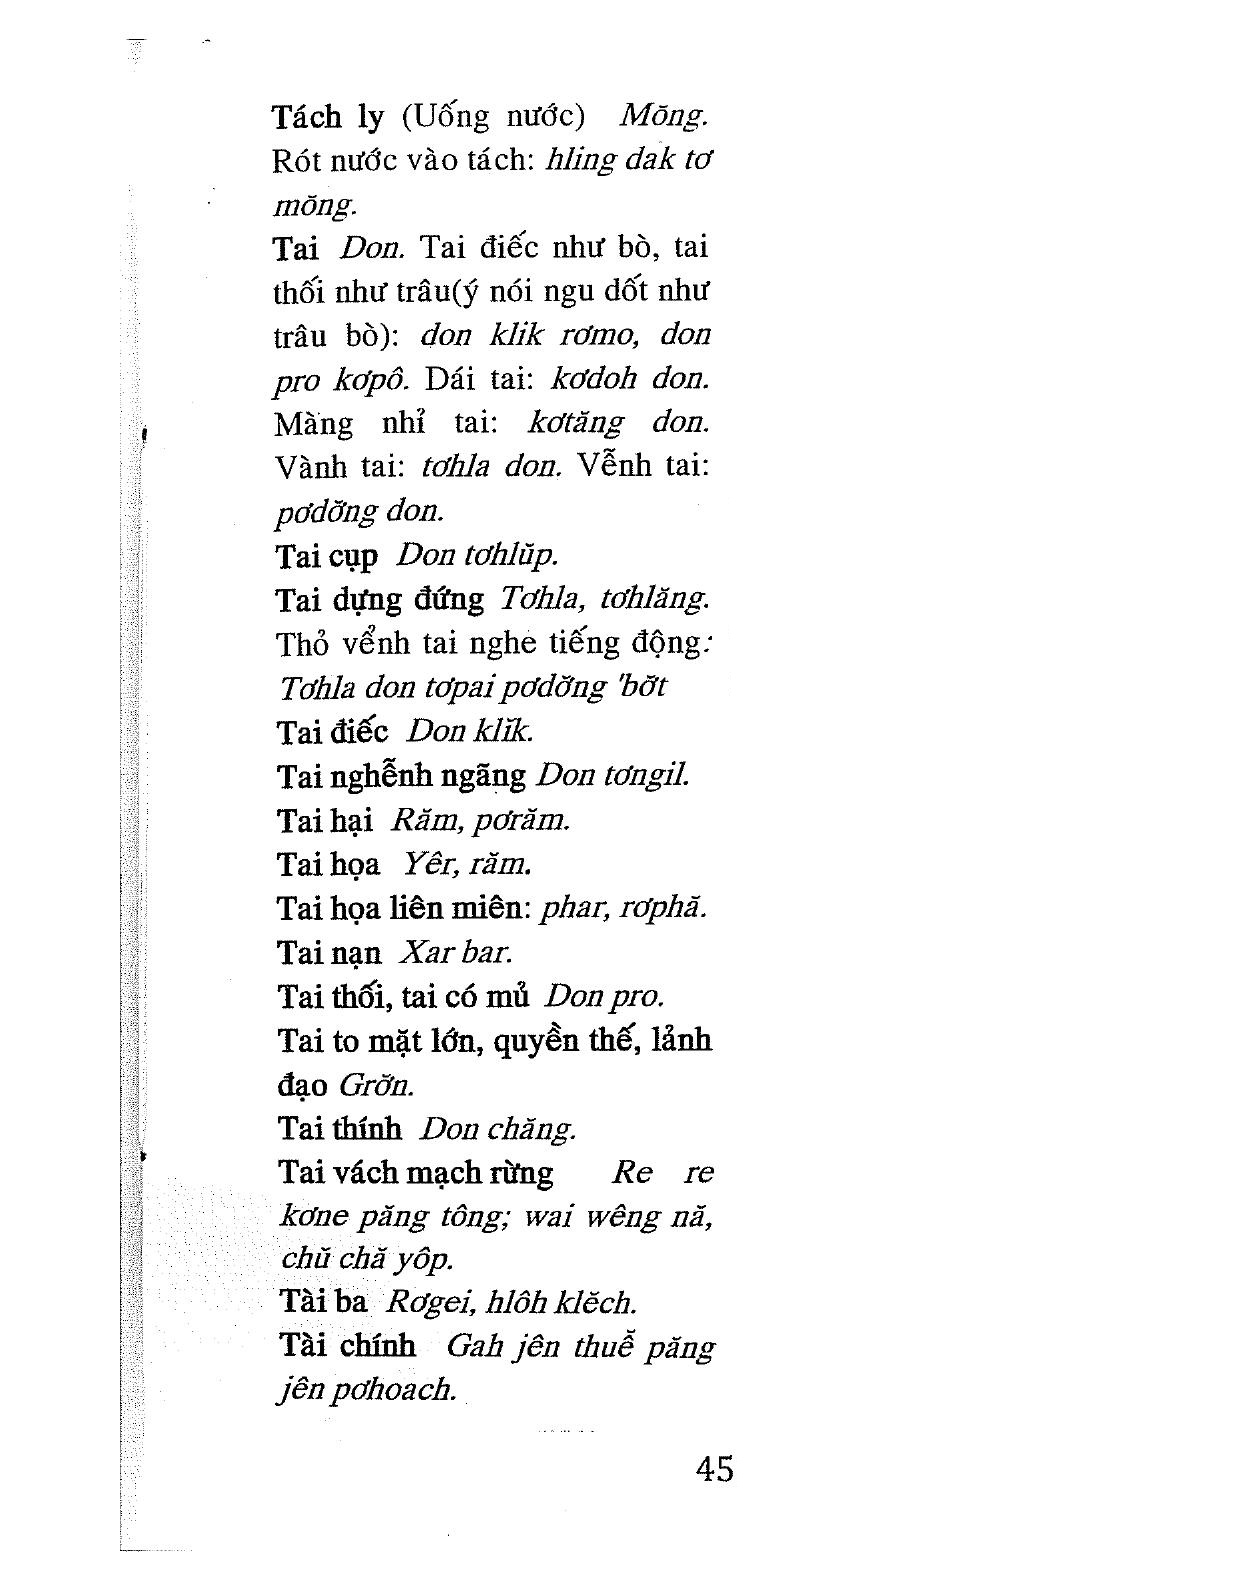 Tách ly (Uống nước) Mŏng.
Rót nước vào tách: hling dak tơ
mŏng.
Tai Don. Tai điếc như bò, tai
thối như trâu(ý nói ngu dốt như
trâu bò): don klik rơmo, don
pro kơpô. Dái tai: kơdoh don.
Màng nhỉ tai: kơtăng don.
Vành tai: tơhla don. Vễnh tai:
pơdơ̆ng don.
Tai cụp Don tơhlŭp.
Tai dựng đứng Tơhla, tơhlăng.
Thỏ vểnh tai nghe tiếng động:
Tơhla don tơpai pơdơ̆ng 'bơ̆t
Tai điếc Don klĭk.
Tai nghễnh ngãng Don tơngil.
Tai hại Răm, pơrăm.
Tai họa Yêr, răm.
Tai họa liên miên: phar, rơphă.
Tai nạn Xar bar.
Tai thối, tai có mủ Don pro.
Tai to mặt lớn, quyền thế, lảnh
đạo Grơ̆n.
Tai thính Don chăng.
Tai vách mạch rừng Re re
kơne păng tông; wai wêng nă,
chŭ chă yôp.
Tài ba Rơgei, hlôh klĕch.
Tài chính Gah jên thuê̆ păng
jên pơhoach.
45